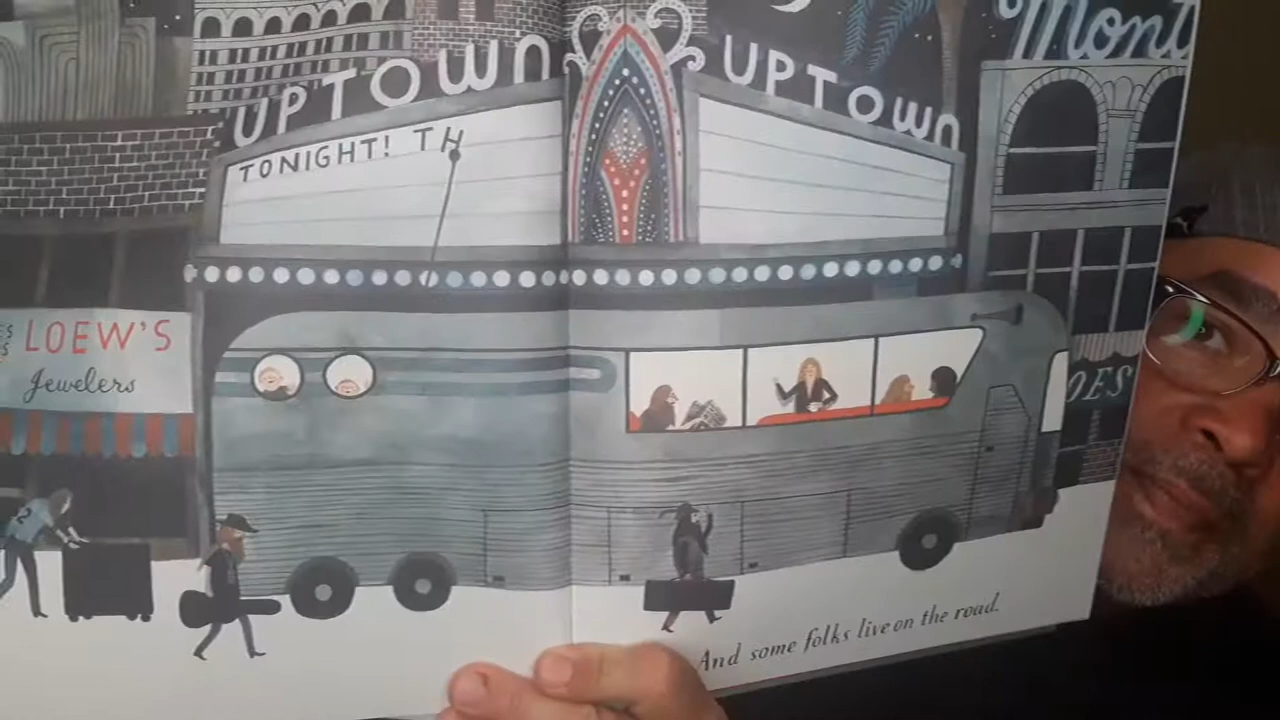 UPTOWN
UPTOWN
Mont
TONIGHT! TH
LOEW'S
Jewelers
OES
And some folks live on the road.